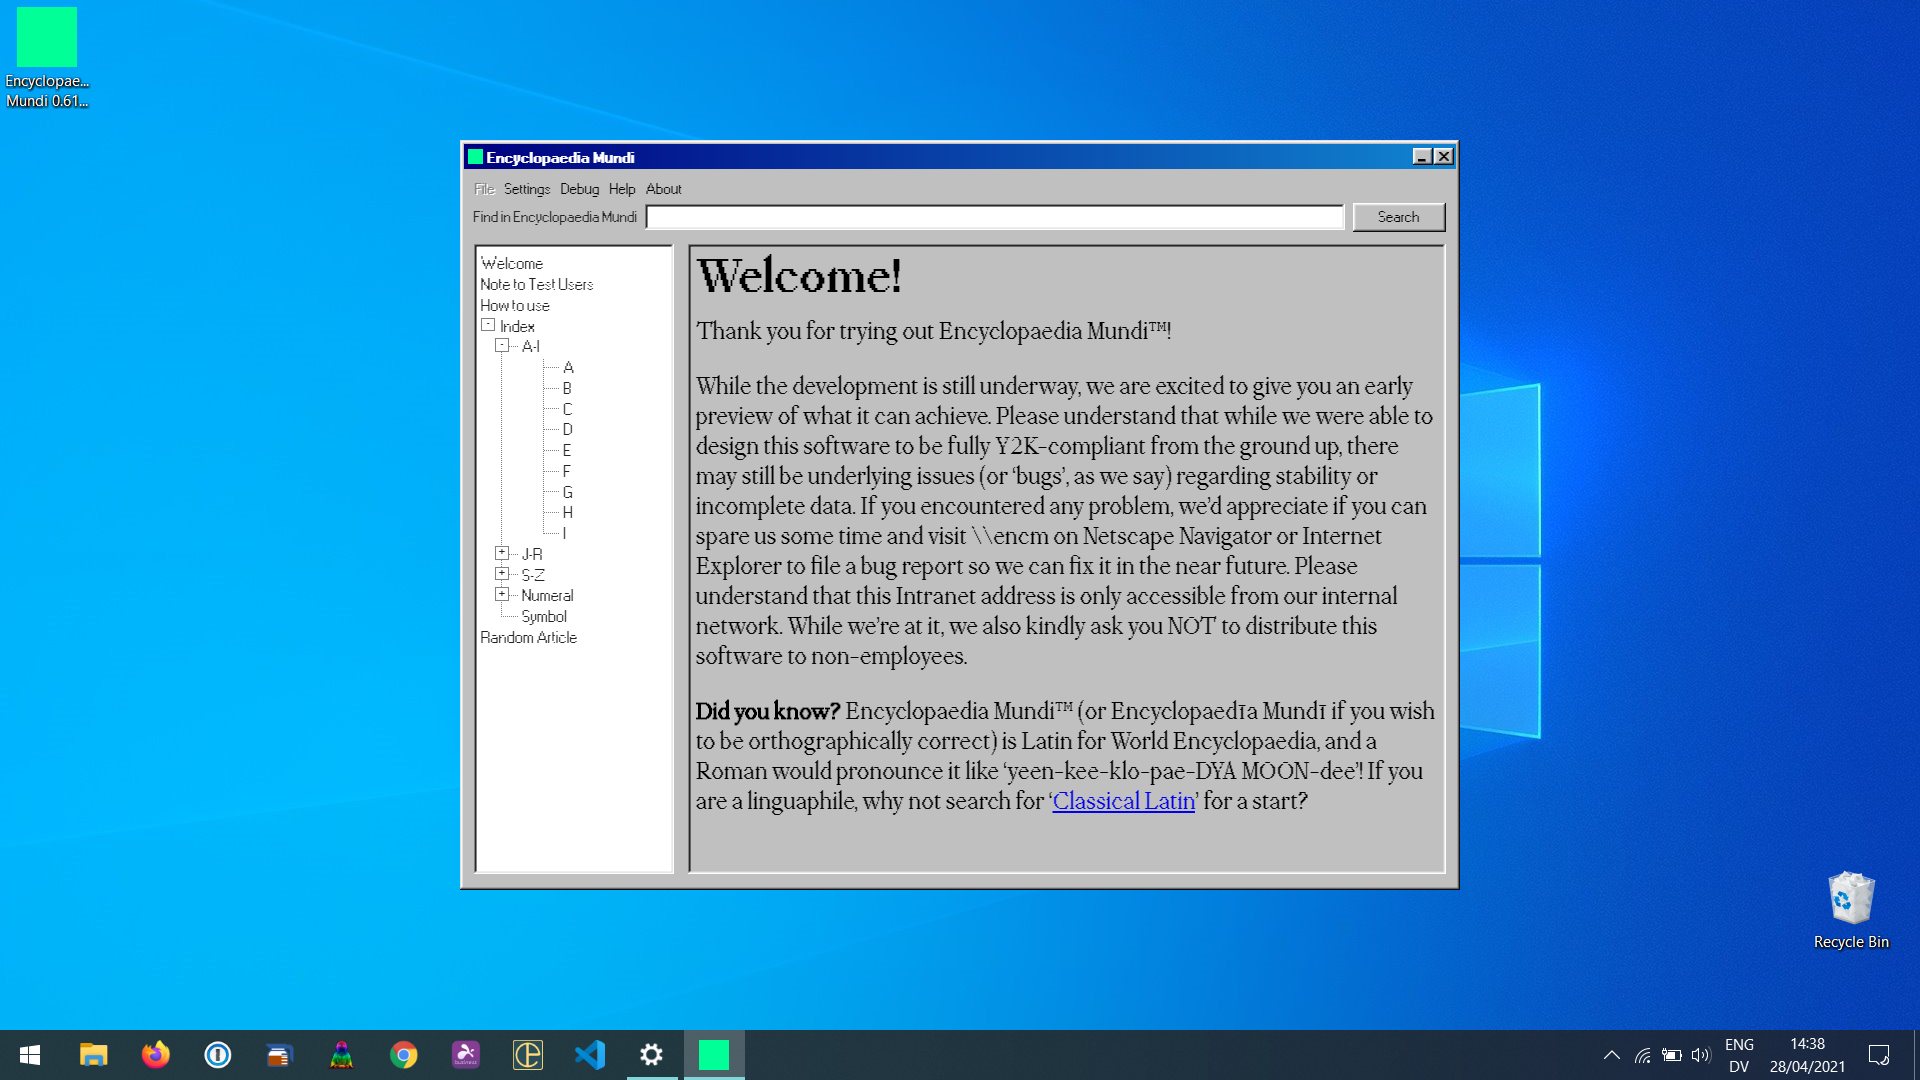 Encyclopae...
Mundi 0.61...
Encyclopaedia Mundi
File Settings Debug Help About
Find in Encyclopaedia Mundi
Search
Welcome
Note to Test Users
How to use
Index
A-I
A
B
C
D
E
F
G
H
I
J-R
S-Z
Numeral
Symbol
Random Article
Welcome!
Thank you for trying out Encyclopaedia Mundi™!
While the development is still underway, we are excited to give you an early
preview of what it can achieve. Please understand that while we were able to
design this software to be fully Y2K-compliant from the ground up, there
may still be underlying issues (or ‘bugs’, as we say) regarding stability or
incomplete data. If you encountered any problem, we’d appreciate if you can
spare us some time and visit \\encm on Netscape Navigator or Internet
Explorer to file a bug report so we can fix it in the near future. Please
understand that this Intranet address is only accessible from our internal
network. While we’re at it, we also kindly ask you NOT to distribute this
software to non-employees.
Did you know? Encyclopaedia Mundi™ (or Encyclopaedīa Mundī if you wish
to be orthographically correct) is Latin for World Encyclopaedia, and a
Roman would pronounce it like ‘yeen-kee-klo-pae-DYA MOON-dee’! If you
are a linguaphile, why not search for ‘Classical Latin’ for a start?
Recycle Bin
ENG
DV
14:38
28/04/2021